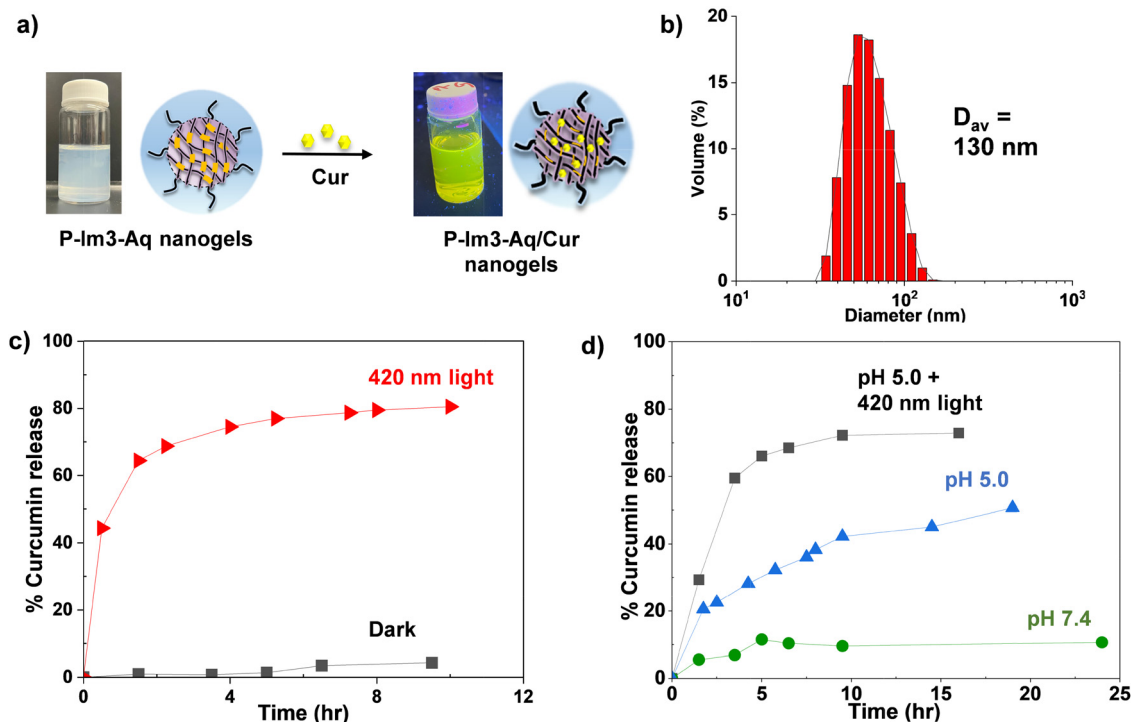 a)
Cur
P-Im3-Aq nanogels
P-Im3-Aq/Cur
nanogels
b)
20
15
10
5
0
Volume (%)
D_av =
130 nm
10^1
10^2
10^3
Diameter (nm)
c)
100
80
60
40
20
0
% Curcumin release
420 nm light
Dark
0
4
8
12
Time (hr)
d)
100
80
60
40
20
0
% Curcumin release
pH 5.0 +
420 nm light
pH 5.0
pH 7.4
0
5
10
15
20
25
Time (hr)